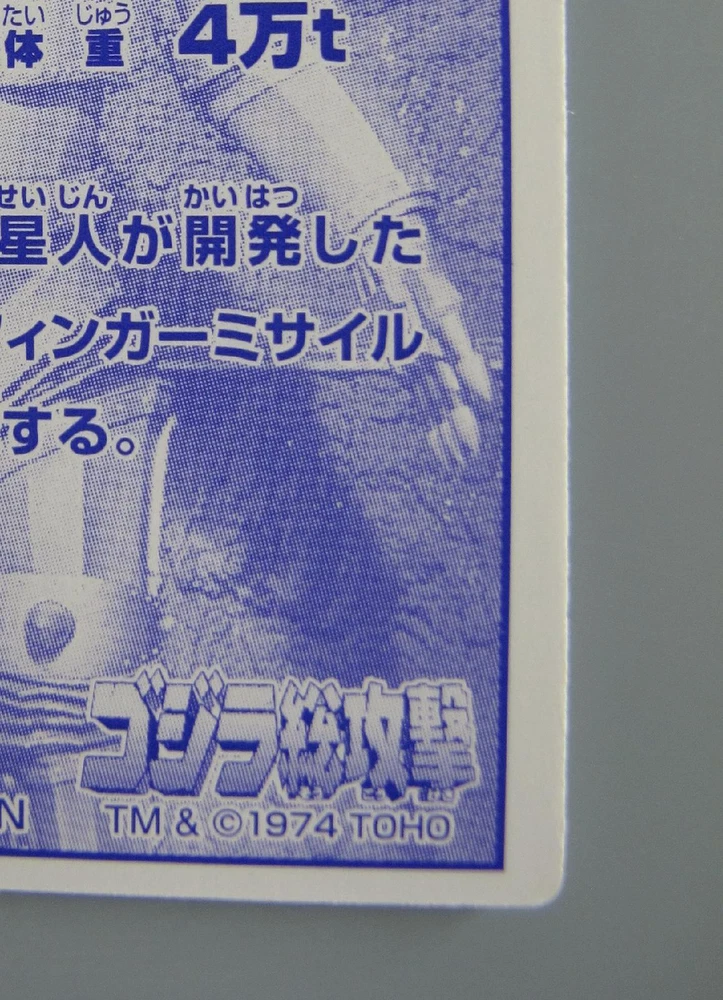 たい じゅう
体 重 4万t
せいじん かいはつ
星人が開発した
ィンガーミサイル
する。
ゴジラ総攻撃
N TM & ©1974 TOHO